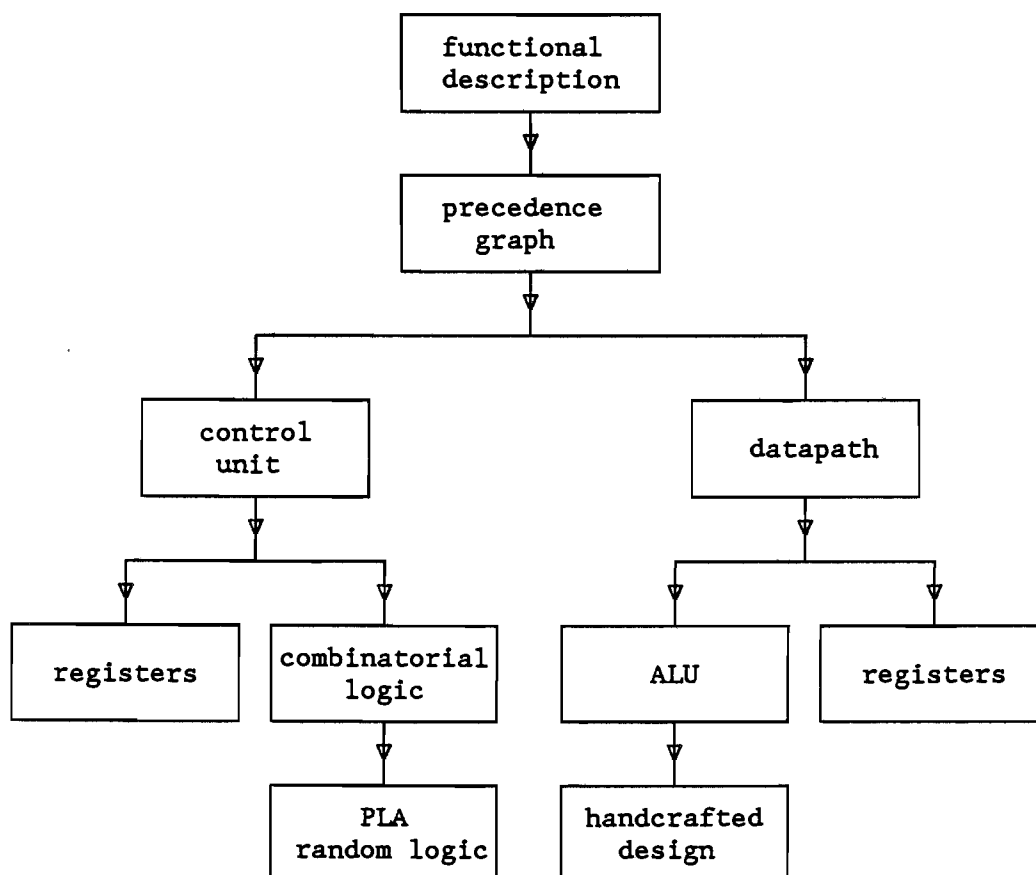 functional
description
precedence
graph
control
unit
datapath
registers
combinatorial
logic
ALU
registers
PLA
random logic
handcrafted
design